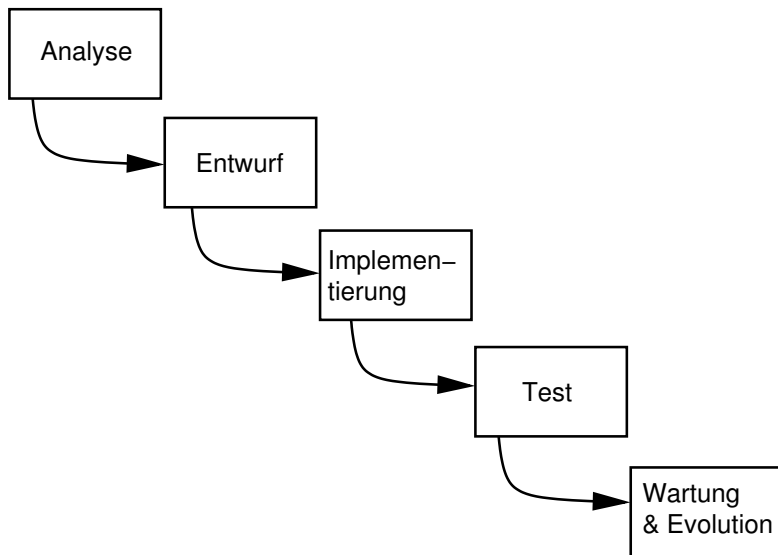 Analyse
Entwurf
Implemen−
tierung
Test
Wartung
& Evolution